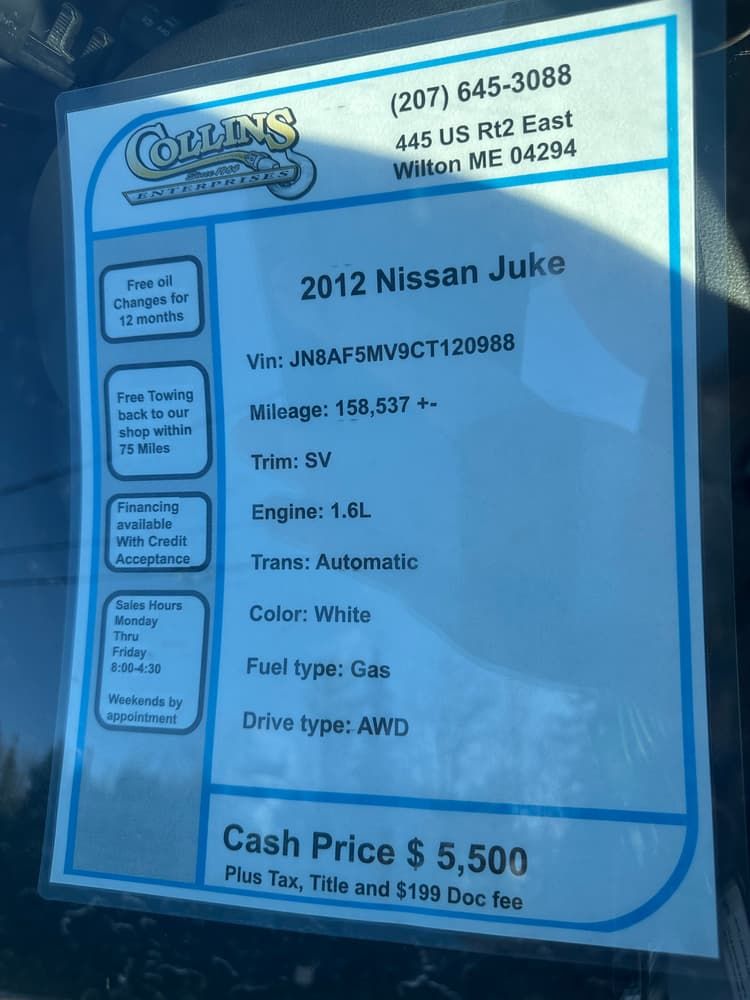 COLLINS
Since 1969
ENTERPRISES
(207) 645-3088
445 US Rt2 East
Wilton ME 04294
Free oil
Changes for
12 months
Free Towing
back to our
shop within
75 Miles
Financing
available
With Credit
Acceptance
Sales Hours
Monday
Thru
Friday
8:00-4:30
Weekends by
appointment
2012 Nissan Juke
Vin: JN8AF5MV9CT120988
Mileage: 158,537 +-
Trim: SV
Engine: 1.6L
Trans: Automatic
Color: White
Fuel type: Gas
Drive type: AWD
Cash Price $ 5,500
Plus Tax, Title and $199 Doc fee